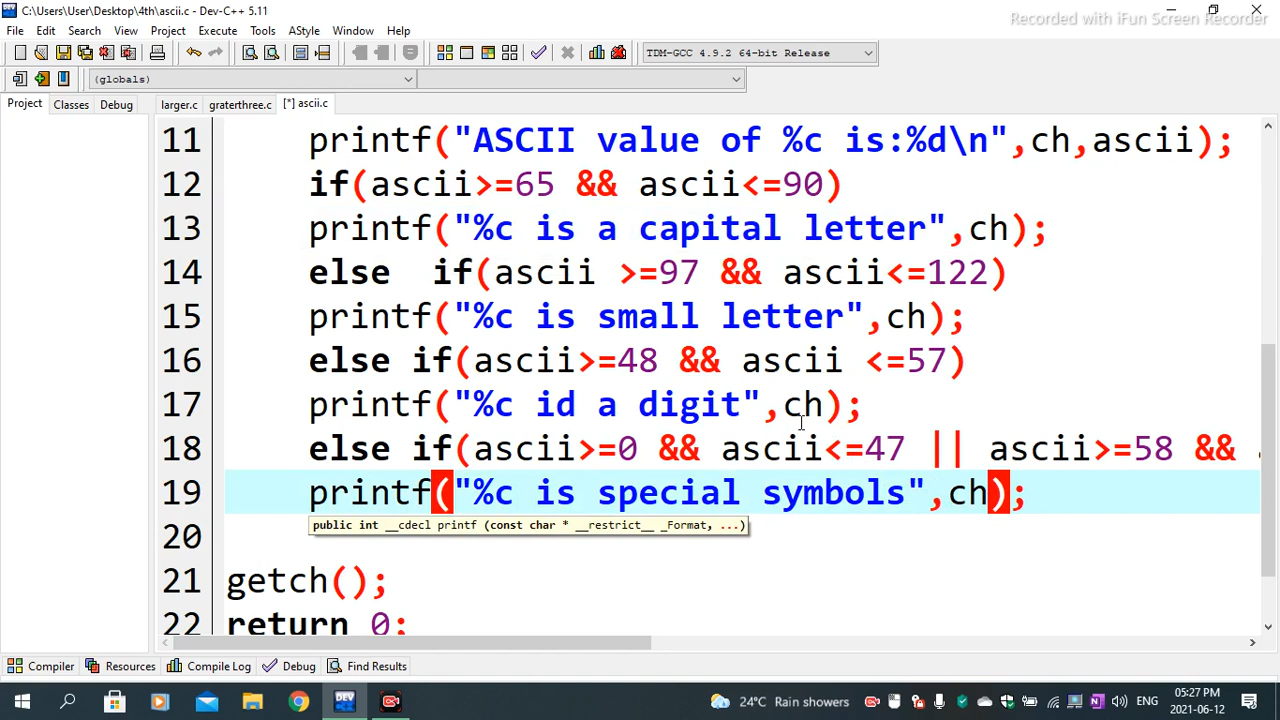 C:\Users\User\Desktop\4th\ascii.c - Dev-C++ 5.11
Recorded with iFun Screen Recorder
File Edit Search View Project Execute Tools AStyle Window Help
TDM-GCC 4.9.2 64-bit Release
(globals)
Project Classes Debug larger.c graterthree.c [*] ascii.c
11 printf("ASCII value of %c is:%d\n",ch,ascii);
12 if(ascii>=65 && ascii<=90)
13 printf("%c is a capital letter",ch);
14 else  if(ascii >=97 && ascii<=122)
15 printf("%c is small letter",ch);
16 else if(ascii>=48 && ascii <=57)
17 printf("%c id a digit",ch);
18 else if(ascii>=0 && ascii<=47 || ascii>=58 &&
19 printf("%c is special symbols",ch);
public int __cdecl printf (const char * __restrict__ _Format, ...)
20
21 getch();
22 return 0;
Compiler Resources Compile Log Debug Find Results
24°C Rain showers ENG 05:27 PM 2021-06-12